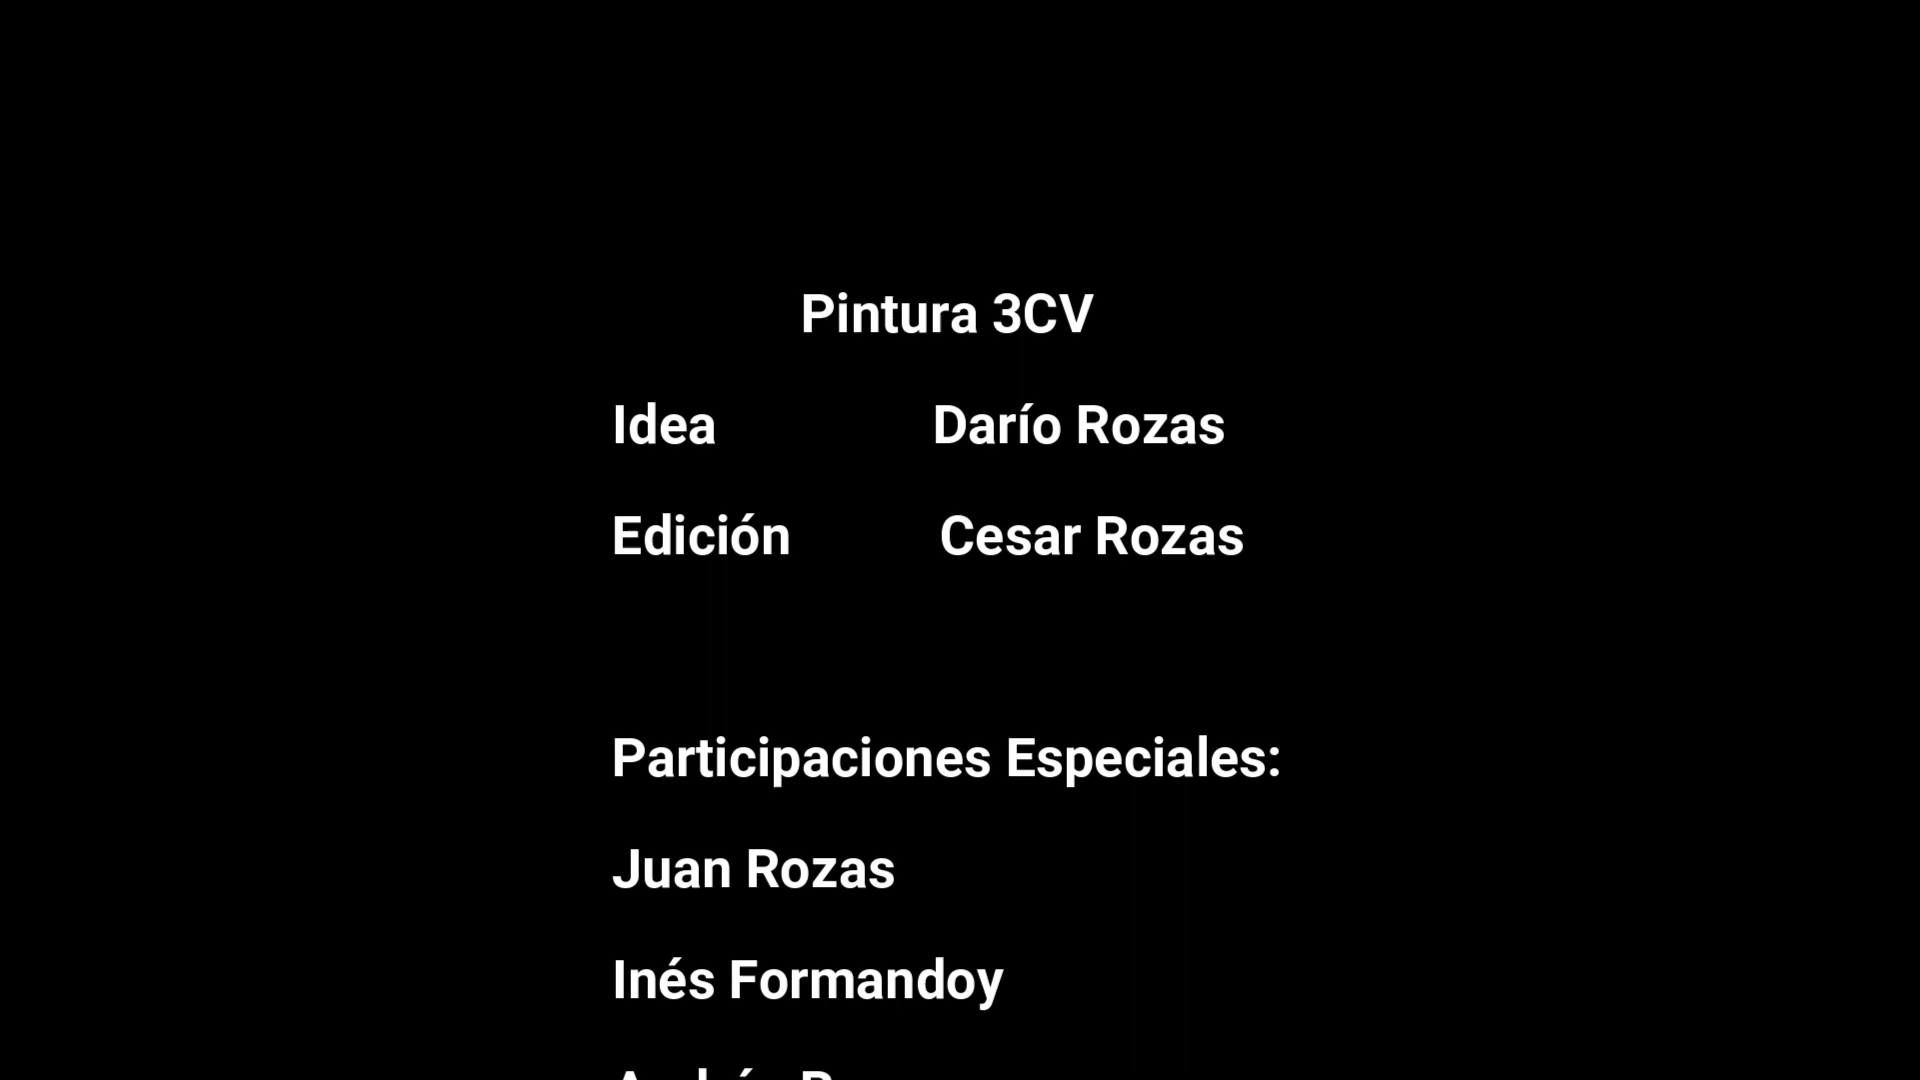 Pintura 3CV
Idea Darío Rozas
Edición Cesar Rozas
Participaciones Especiales:
Juan Rozas
Inés Formandoy